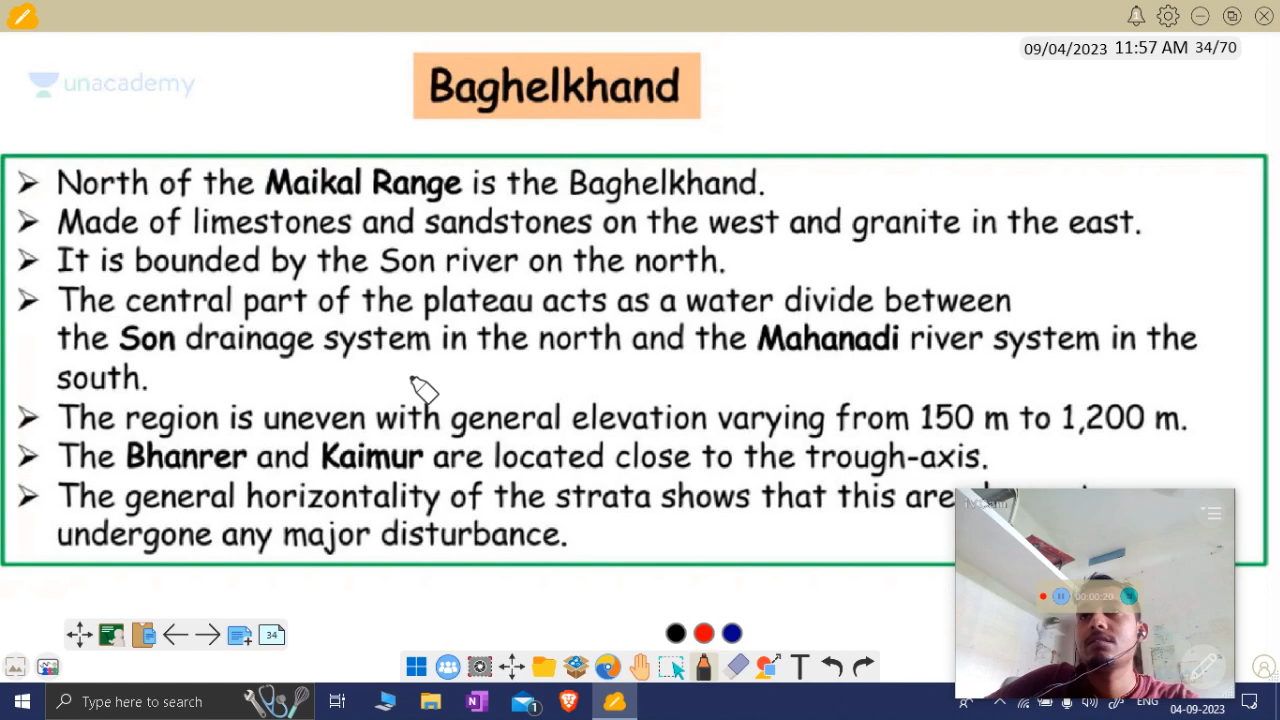 09/04/2023 11:57 AM 34/70
unacademy
Baghelkhand
➢ North of the Maikal Range is the Baghelkhand.
➢ Made of limestones and sandstones on the west and granite in the east.
➢ It is bounded by the Son river on the north.
➢ The central part of the plateau acts as a water divide between
the Son drainage system in the north and the Mahanadi river system in the
south.
➢ The region is uneven with general elevation varying from 150 m to 1,200 m.
➢ The Bhanrer and Kaimur are located close to the trough-axis.
➢ The general horizontality of the strata shows that this
undergone any major disturbance.
00:00:20
34
T
Type here to search
N
1
ENG
04-09-2023